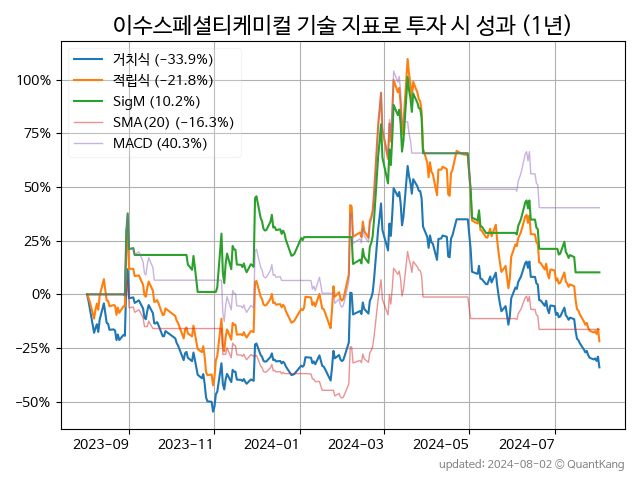 이수스페셜티케미컬 기술 지표로 투자 시 성과 (1년)
거치식 (−33.9%)
적립식 (−21.8%)
SigM (10.2%)
SMA(20) (−16.3%)
MACD (40.3%)
100%
75%
50%
25%
0%
−25%
−50%
2023−09 2023−11 2024−01 2024−03 2024−05 2024−07
updated: 2024−08−02 © QuantKang